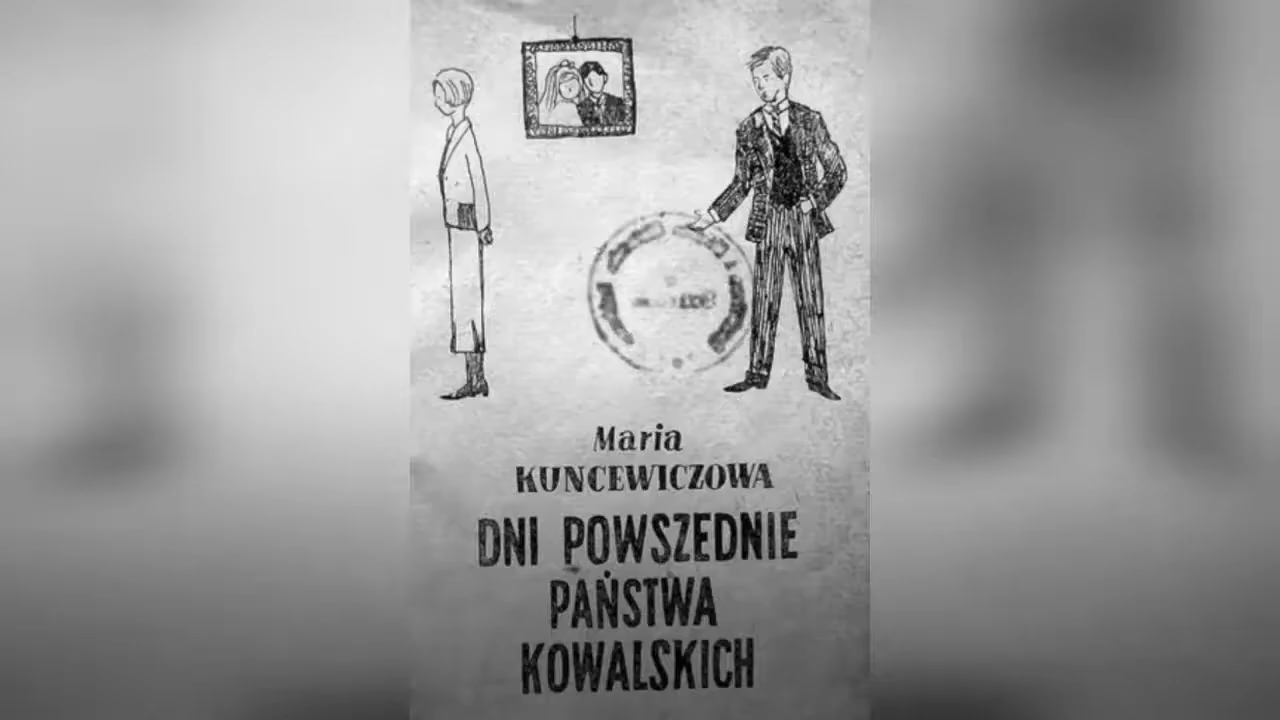 Maria
KUNCEWICZOWA
DNI POWSZEDNIE
PAŃSTWA
KOWALSKICH